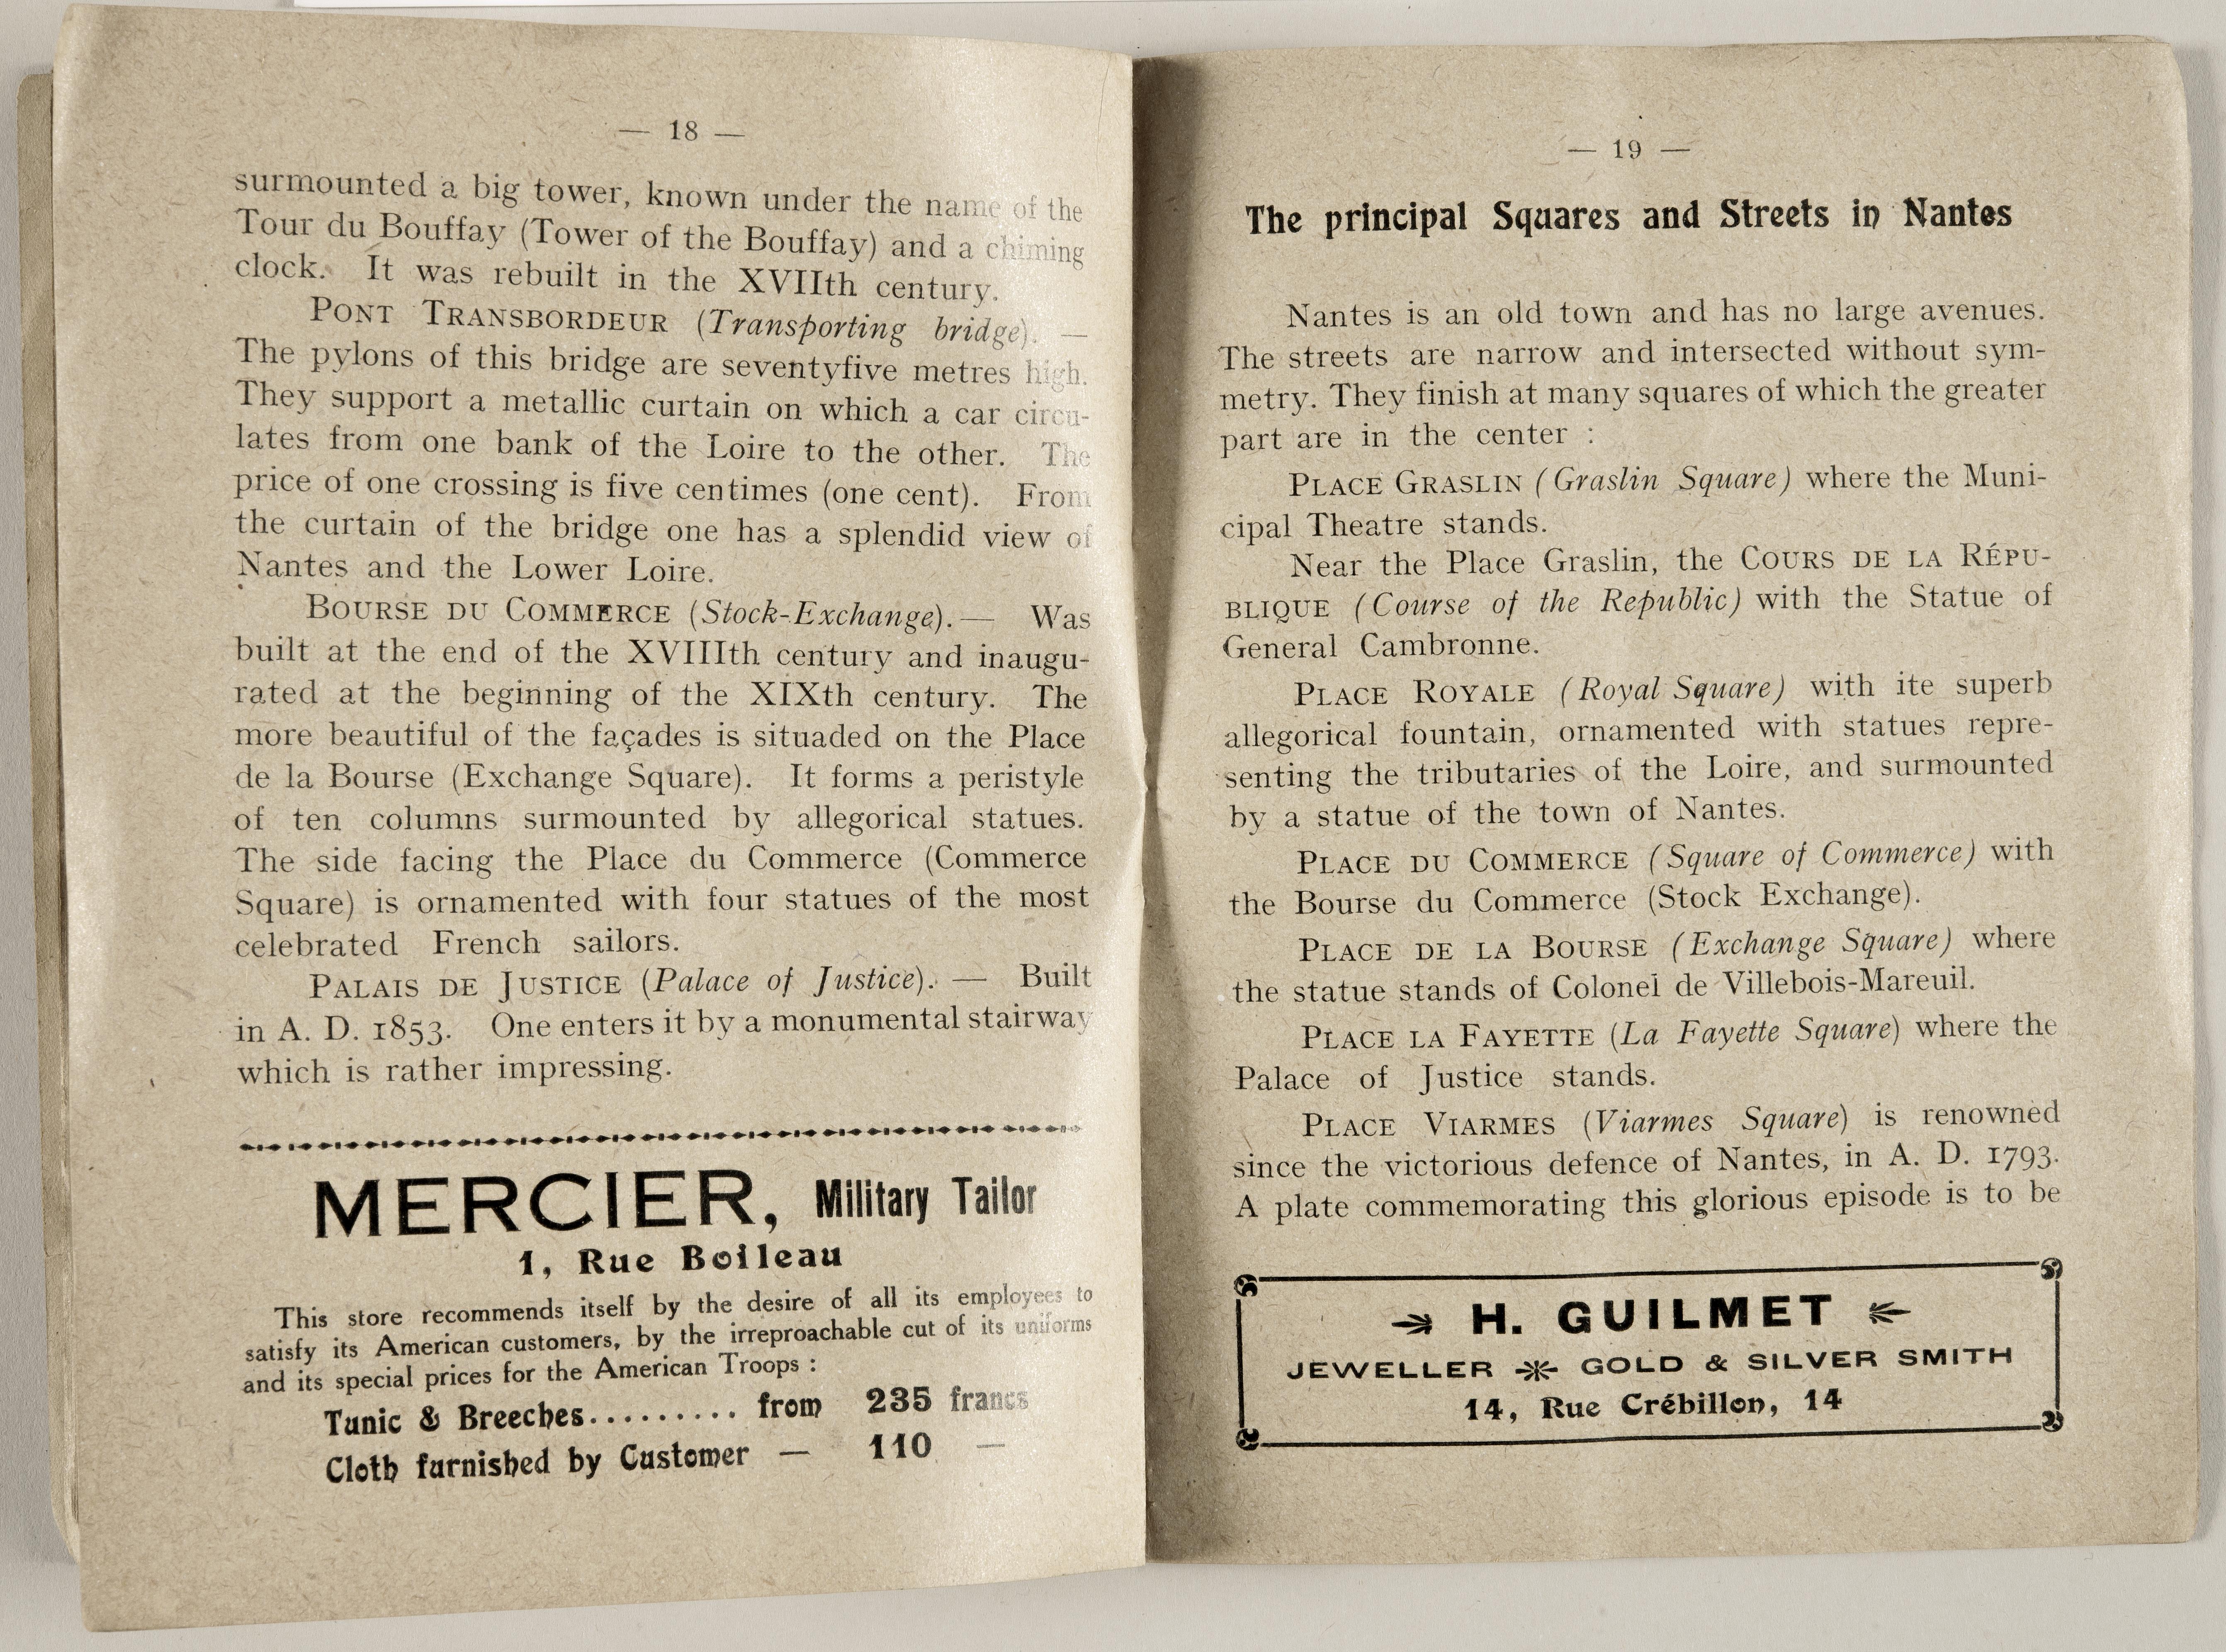 — 18 —
surmounted a big tower, known under the name of the
Tour du Bouffay (Tower of the Bouffay) and a chiming
clock. It was rebuilt in the XVIIth century.
PONT TRANSBORDEUR (Transporting bridge). —
The pylons of this bridge are seventyfive metres high.
They support a metallic curtain on which a car circu-
lates from one bank of the Loire to the other. The
price of one crossing is five centimes (one cent). From
the curtain of the bridge one has a splendid view of
Nantes and the Lower Loire.
BOURSE DU COMMERCE (Stock-Exchange). — Was
built at the end of the XVIIIth century and inaugu-
rated at the beginning of the XIXth century. The
more beautiful of the façades is situaded on the Place
de la Bourse (Exchange Square). It forms a peristyle
of ten columns surmounted by allegorical statues.
The side facing the Place du Commerce (Commerce
Square) is ornamented with four statues of the most
celebrated French sailors.
PALAIS DE JUSTICE (Palace of Justice). — Built
in A. D. 1853. One enters it by a monumental stairway
which is rather impressing.
MERCIER, Military Tailor
1, Rue Boileau
This store recommends itself by the desire of all its employees to
satisfy its American customers, by the irreproachable cut of its uniforms
and its special prices for the American Troops :
Tunic & Breeches......... from 235 francs
Cloth furnished by Customer — 110 —
— 19 —
The principal Squares and Streets in Nantes
Nantes is an old town and has no large avenues.
The streets are narrow and intersected without sym-
metry. They finish at many squares of which the greater
part are in the center :
PLACE GRASLIN (Graslin Square) where the Muni-
cipal Theatre stands.
Near the Place Graslin, the COURS DE LA RÉPU-
BLIQUE (Course of the Republic) with the Statue of
General Cambronne.
PLACE ROYALE (Royal Square) with ite superb
allegorical fountain, ornamented with statues repre-
senting the tributaries of the Loire, and surmounted
by a statue of the town of Nantes.
PLACE DU COMMERCE (Square of Commerce) with
the Bourse du Commerce (Stock Exchange).
PLACE DE LA BOURSE (Exchange Square) where
the statue stands of Colonel de Villebois-Mareuil.
PLACE LA FAYETTE (La Fayette Square) where the
Palace of Justice stands.
PLACE VIARMES (Viarmes Square) is renowned
since the victorious defence of Nantes, in A. D. 1793.
A plate commemorating this glorious episode is to be
H. GUILMET
JEWELLER GOLD & SILVER SMITH
14, Rue Crébillon, 14